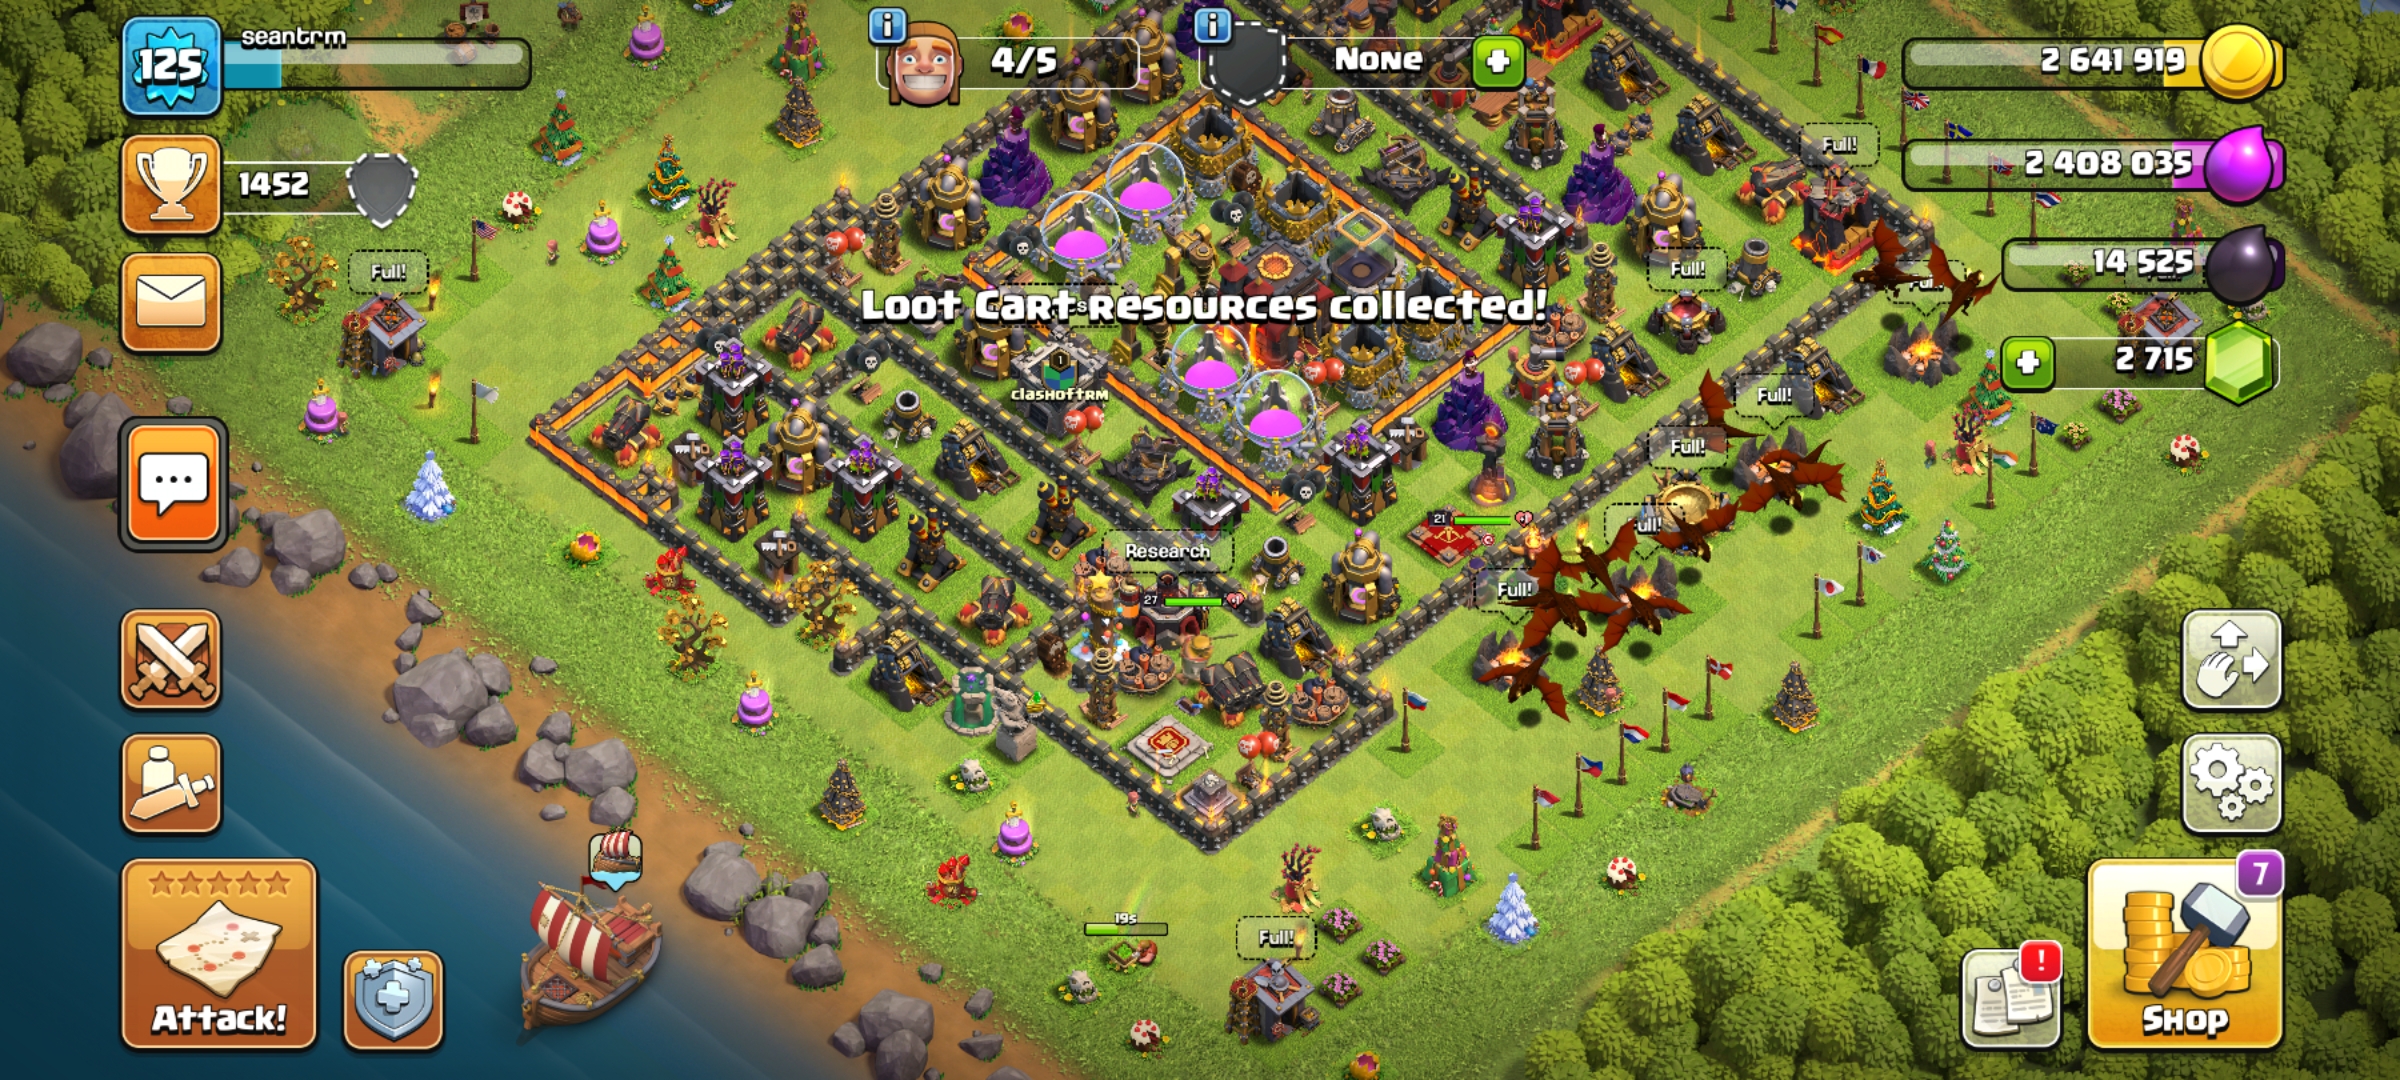 125
seantrm
i
4/5
i
None
2 641 919
1452
2 408 035
Full!
14 525
Full!
Full!
Loot Cart resources collected!
2 715
1
clashoftrm
Full!
Full!
21
Research
Full!
27
19s
Full!
Attack!
7
!
Shop